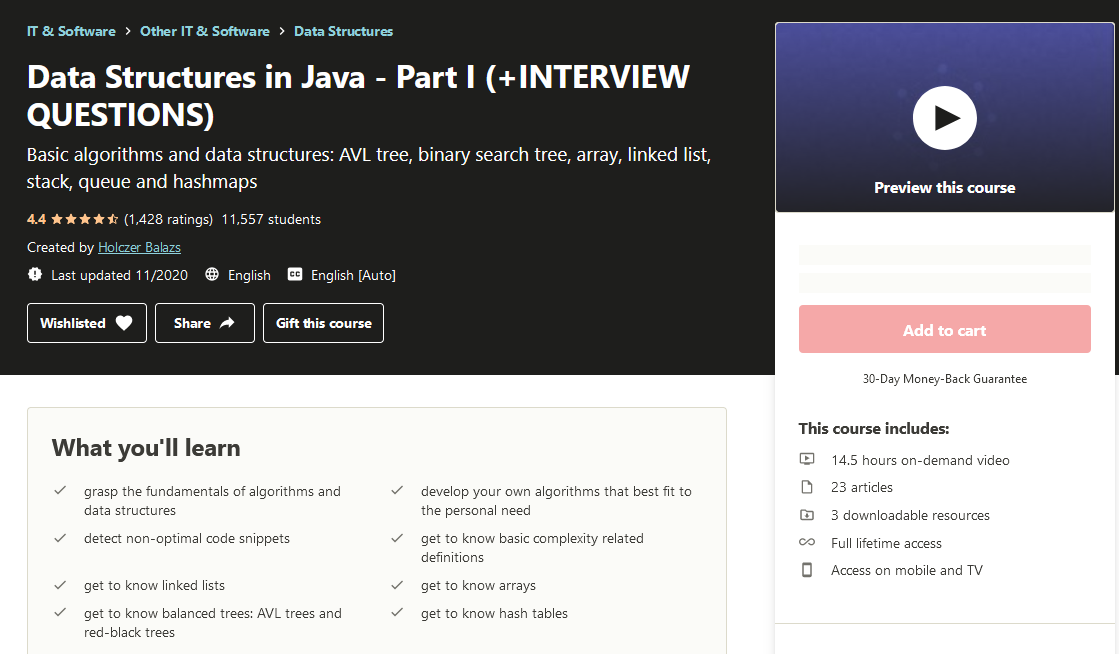 IT & Software > Other IT & Software > Data Structures
Data Structures in Java - Part I (+INTERVIEW
QUESTIONS)
Basic algorithms and data structures: AVL tree, binary search tree, array, linked list,
stack, queue and hashmaps
4.4 (1,428 ratings) 11,557 students
Created by Holczer Balazs
Last updated 11/2020 English CC English [Auto]
Wishlisted Share Gift this course
What you'll learn
grasp the fundamentals of algorithms and
data structures
develop your own algorithms that best fit to
the personal need
detect non-optimal code snippets
get to know basic complexity related
definitions
get to know linked lists
get to know arrays
get to know balanced trees: AVL trees and
red-black trees
get to know hash tables
Preview this course
Add to cart
30-Day Money-Back Guarantee
This course includes:
14.5 hours on-demand video
23 articles
3 downloadable resources
Full lifetime access
Access on mobile and TV